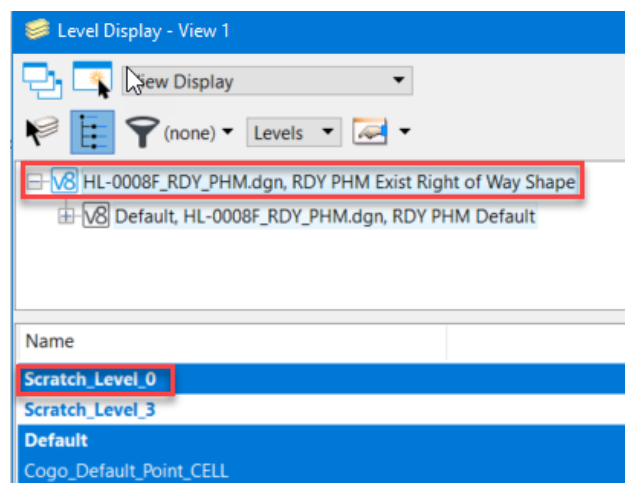 Level Display - View 1
View Display
(none) Levels
V8 HL-0008F_RDY_PHM.dgn, RDY PHM Exist Right of Way Shape
V8 Default, HL-0008F_RDY_PHM.dgn, RDY PHM Default
Name
Scratch_Level_0
Scratch_Level_3
Default
Cogo_Default_Point_CELL